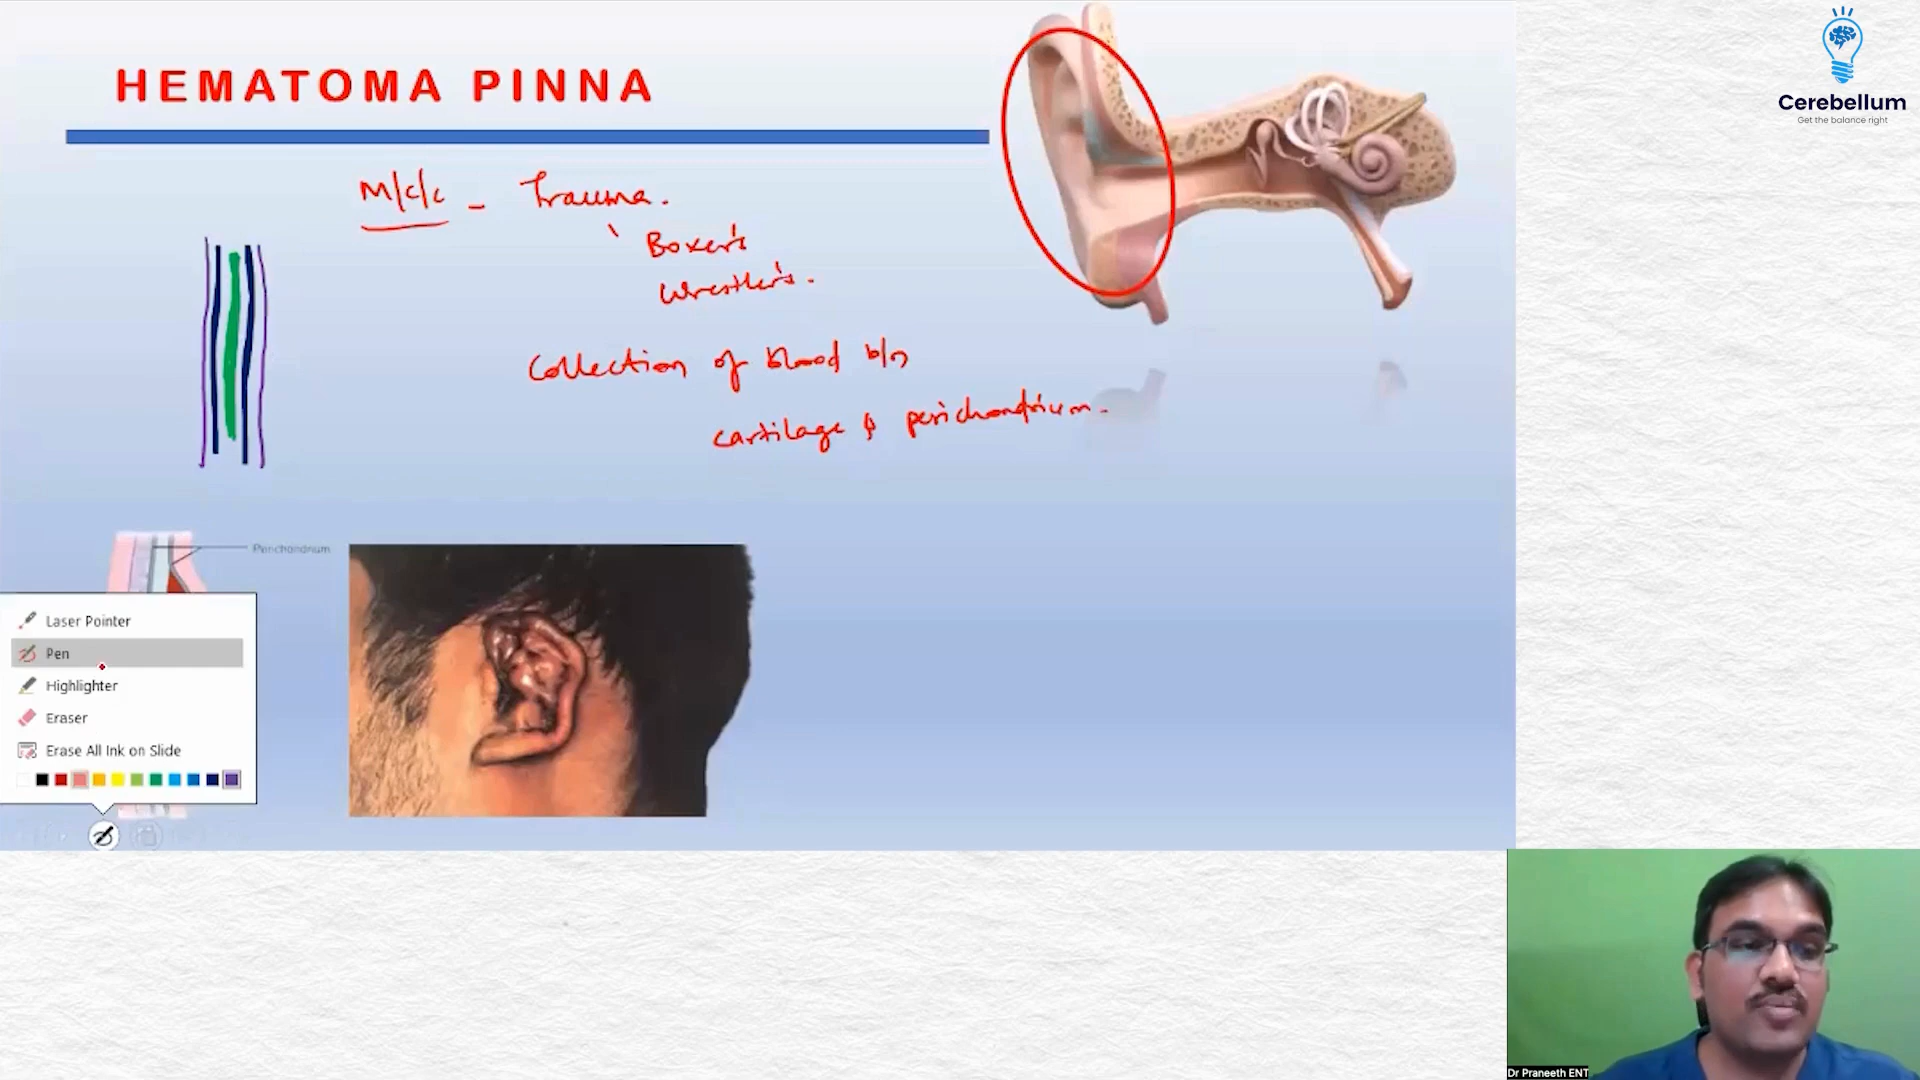 HEMATOMA PINNA
M/c/c - Trauma.
Boxer's
Wrestler's.
Collection of blood b/n
cartilage & perichondrium.
Perichondrium
Laser Pointer
Pen
Highlighter
Eraser
Erase All Ink on Slide
Cerebellum
Get the balance right
Dr Praneeth ENT